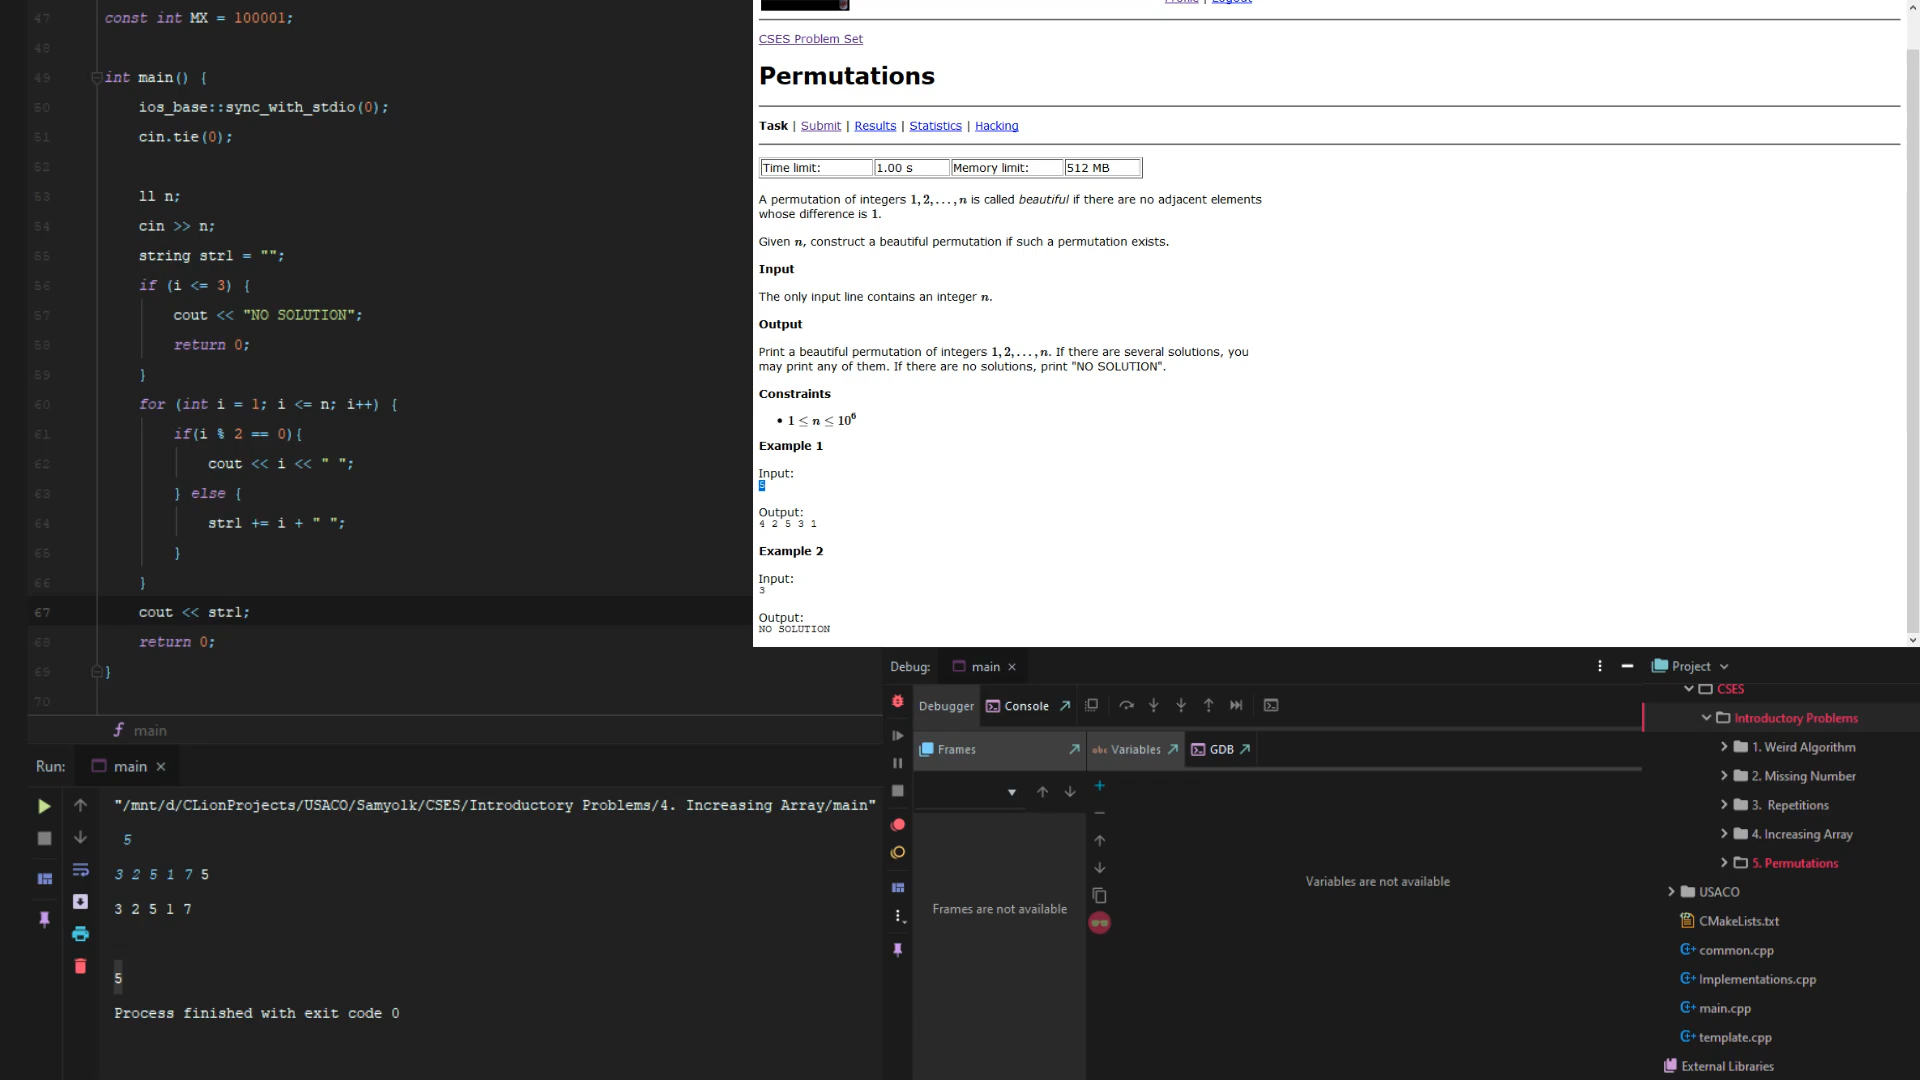 47 const int MX = 100001;
48
49 int main() {
50 ios_base::sync_with_stdio(0);
51 cin.tie(0);
52
53 ll n;
54 cin >> n;
55 string strl = "";
56 if (i <= 3) {
57 cout << "NO SOLUTION";
58 return 0;
59 }
60 for (int i = 1; i <= n; i++) {
61 if(i % 2 == 0){
62 cout << i << " ";
63 } else {
64 strl += i + " ";
65 }
66 }
67 cout << strl;
68 return 0;
69 }
70
f main
Profile | Logout
CSES Problem Set
Permutations
Task | Submit | Results | Statistics | Hacking
Time limit: 1.00 s Memory limit: 512 MB
A permutation of integers 1, 2, . . . , n is called beautiful if there are no adjacent elements
whose difference is 1.
Given n, construct a beautiful permutation if such a permutation exists.
Input
The only input line contains an integer n.
Output
Print a beautiful permutation of integers 1, 2, . . . , n. If there are several solutions, you
may print any of them. If there are no solutions, print "NO SOLUTION".
Constraints
• 1 ≤ n ≤ 10⁶
Example 1
Input:
5
Output:
4 2 5 3 1
Example 2
Input:
3
Output:
NO SOLUTION
Run: main ×
"/mnt/d/CLionProjects/USACO/Samyolk/CSES/Introductory Problems/4. Increasing Array/main"
5
3 2 5 1 7 5
3 2 5 1 7
5
Process finished with exit code 0
Debug: main ×
Debugger Console
Frames
Variables GDB
Frames are not available
Variables are not available
Project
CSES
Introductory Problems
1. Weird Algorithm
2. Missing Number
3. Repetitions
4. Increasing Array
5. Permutations
USACO
CMakeLists.txt
common.cpp
Implementations.cpp
main.cpp
template.cpp
External Libraries